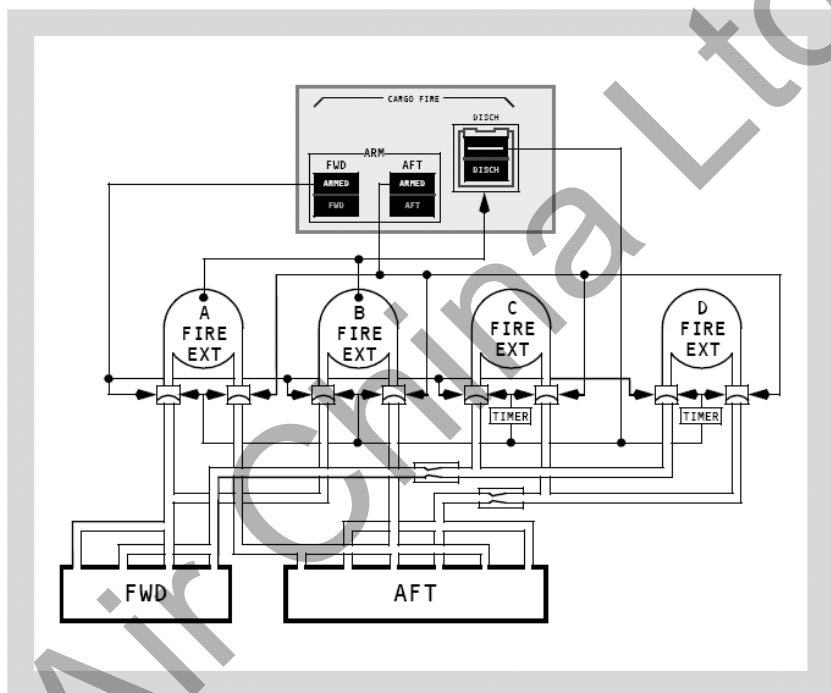 CARGO FIRE
DISCH
ARM
FWD AFT
ARMED ARMED
DISCH
FWD AFT
A FIRE EXT
B FIRE EXT
C FIRE EXT
D FIRE EXT
TIMER TIMER
FWD AFT
Air China Ltd